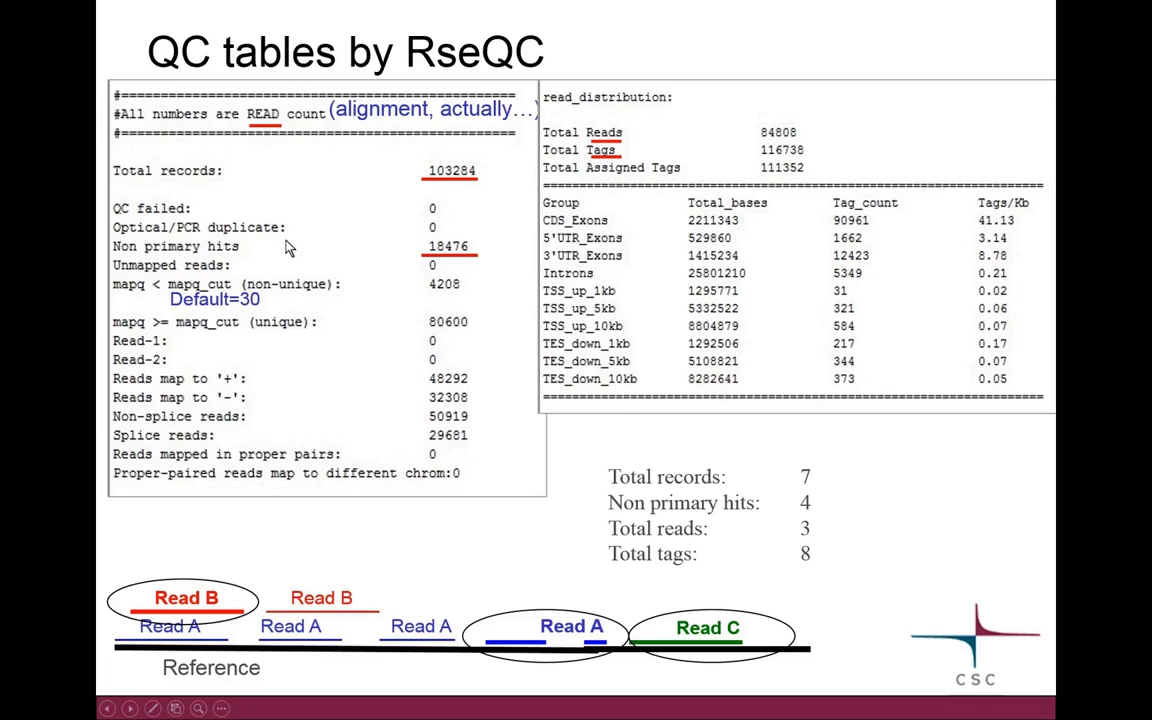 QC tables by RseQC
#==================================================
#All numbers are READ count (alignment, actually…)
#==================================================
Total records: 103284
QC failed: 0
Optical/PCR duplicate: 0
Non primary hits 18476
Unmapped reads: 0
mapq < mapq_cut (non-unique): 4208
Default=30
mapq >= mapq_cut (unique): 80600
Read-1: 0
Read-2: 0
Reads map to '+': 48292
Reads map to '-': 32308
Non-splice reads: 50919
Splice reads: 29681
Reads mapped in proper pairs: 0
Proper-paired reads map to different chrom:0
read_distribution:
Total Reads 84808
Total Tags 116738
Total Assigned Tags 111352
=====================================================================
Group Total_bases Tag_count Tags/Kb
CDS_Exons 2211343 90961 41.13
5'UTR_Exons 529860 1662 3.14
3'UTR_Exons 1415234 12423 8.78
Introns 25801210 5349 0.21
TSS_up_1kb 1295771 31 0.02
TSS_up_5kb 5332522 321 0.06
TSS_up_10kb 8804879 584 0.07
TES_down_1kb 1292506 217 0.17
TES_down_5kb 5108821 344 0.07
TES_down_10kb 8282641 373 0.05
=====================================================================
Total records: 7
Non primary hits: 4
Total reads: 3
Total tags: 8
Read B Read B
Read A Read A Read A Read A Read C
Reference
CSC